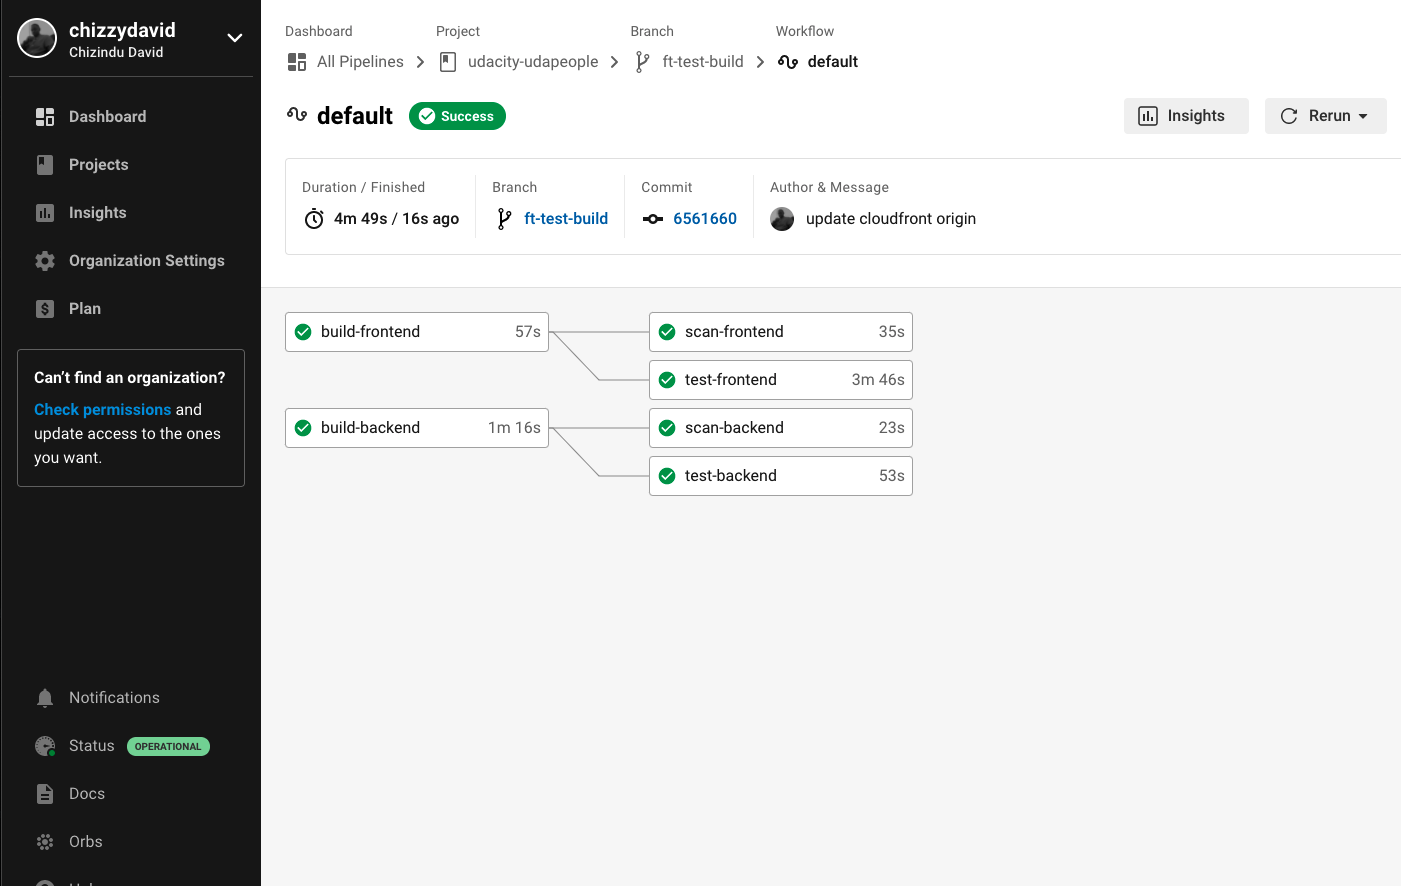 chizzydavid
Chizindu David
Dashboard
Projects
Insights
Organization Settings
Plan
Can't find an organization?
Check permissions and
update access to the ones
you want.
Notifications
Status OPERATIONAL
Docs
Orbs
Dashboard Project Branch Workflow
All Pipelines udacity-udapeople ft-test-build default
default Success Insights Rerun
Duration / Finished Branch Commit Author & Message
4m 49s / 16s ago ft-test-build 6561660 update cloudfront origin
build-frontend 57s scan-frontend 35s
test-frontend 3m 46s
build-backend 1m 16s scan-backend 23s
test-backend 53s